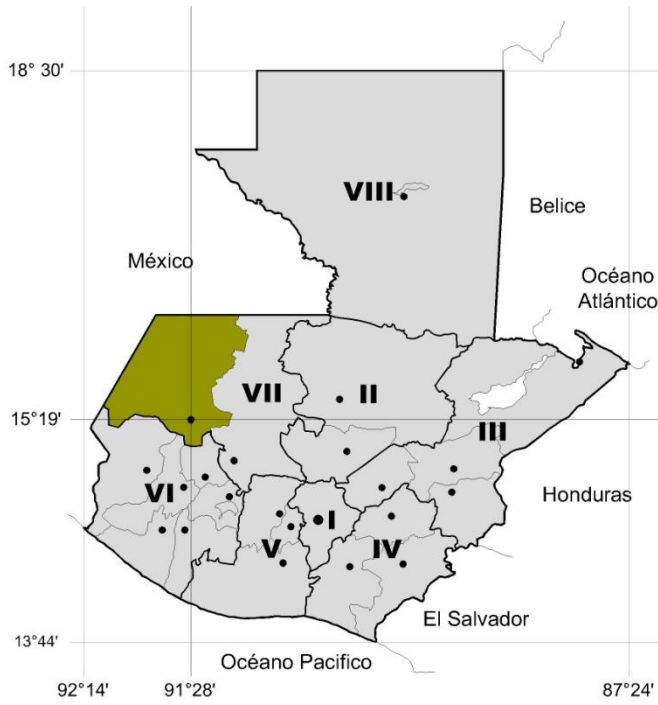 18° 30'
VIII
Belice
México
Océano
Atlántico
VII
II
15°19'
III
VI
Honduras
I
V
IV
El Salvador
13°44'
Océano Pacifico
92°14'
91°28'
87°24'